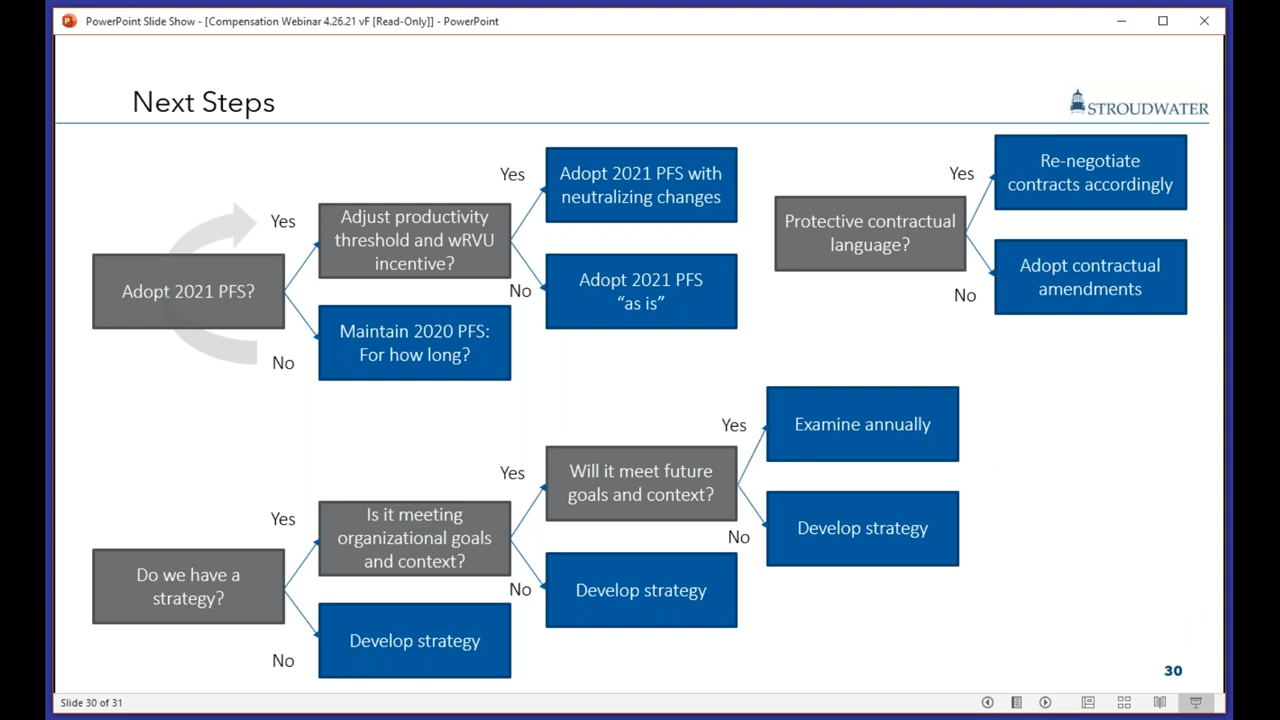 PowerPoint Slide Show - [Compensation Webinar 4.26.21 vF [Read-Only]] - PowerPoint
Next Steps
STROUDWATER
Adopt 2021 PFS?
Yes
No
Adjust productivity
threshold and wRVU
incentive?
Maintain 2020 PFS:
For how long?
Yes
No
Adopt 2021 PFS with
neutralizing changes
Adopt 2021 PFS
“as is”
Protective contractual
language?
Yes
No
Re-negotiate
contracts accordingly
Adopt contractual
amendments
Do we have a
strategy?
Yes
No
Is it meeting
organizational goals
and context?
Develop strategy
Yes
No
Will it meet future
goals and context?
Develop strategy
Yes
No
Examine annually
Develop strategy
30
Slide 30 of 31